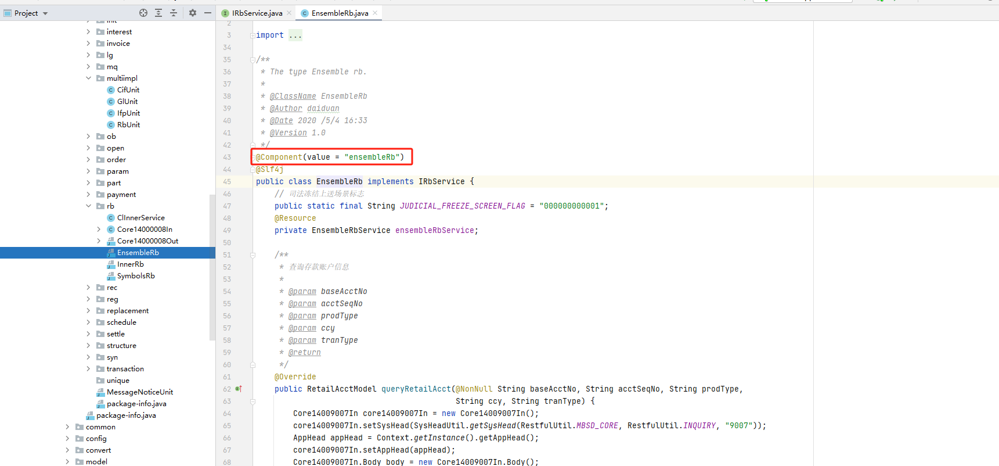 Project
IRbService.java
EnsembleRb.java
interest
invoice
lg
mq
multiimpl
CifUnit
GlUnit
IfpUnit
RbUnit
ob
open
order
param
part
payment
rb
ClInnerService
Core14000008In
Core14000008Out
EnsembleRb
InnerRb
SymbolsRb
rec
reg
replacement
schedule
settle
structure
syn
transaction
unique
MessageNoticeUnit
package-info.java
package-info.java
common
config
convert
model
2
3 import ...
34
35 /**
36 * The type Ensemble rb.
37 *
38 * @ClassName EnsembleRb
39 * @Author daiduan
40 * @Date 2020 /5/4 16:33
41 * @Version 1.0
42 */
43 @Component(value = "ensembleRb")
44 @Slf4j
45 public class EnsembleRb implements IRbService {
46 // 司法冻结上送场景标志
47 public static final String JUDICIAL_FREEZE_SCREEN_FLAG = "000000000001";
48 @Resource
49 private EnsembleRbService ensembleRbService;
50
51 /**
52 * 查询存款账户信息
53 *
54 * @param baseAcctNo
55 * @param acctSeqNo
56 * @param prodType
57 * @param ccy
58 * @param tranType
59 * @return
60 */
61 @Override
62 public RetailAcctModel queryRetailAcct(@NonNull String baseAcctNo, String acctSeqNo, String prodType,
63 String ccy, String tranType) {
64 Core14009007In core14009007In = new Core14009007In();
65 core14009007In.setSysHead(SysHeadUtil.getSysHead(RestfulUtil.MBSD_CORE, RestfulUtil.INQUIRY, "9007"));
66 AppHead appHead = Context.getInstance().getAppHead();
67 core14009007In.setAppHead(appHead);
68 Core14009007In.Body body = new Core14009007In.Body();